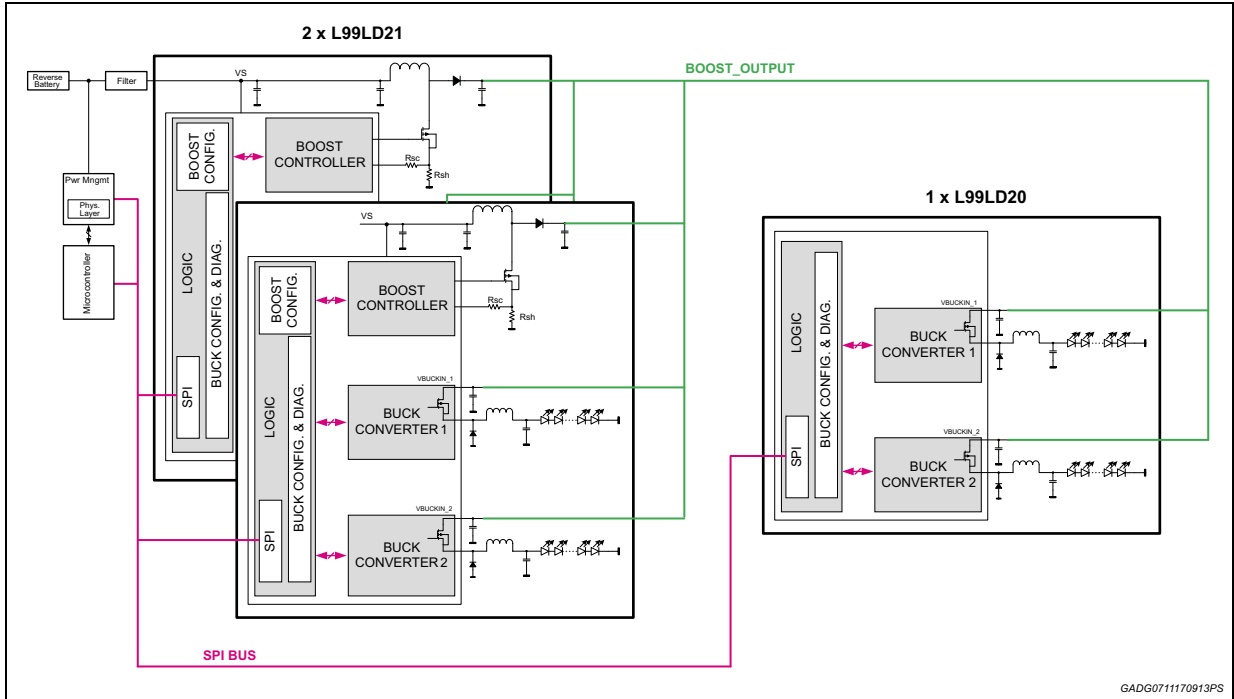 2 x L99LD21
Reverse
Battery
Filter
VS
BOOST_OUTPUT
BOOST
CONFIG.
BOOST
CONTROLLER
Rsc
Rsh
Pwr Mngmt
Phys.
Layer
Microcontroller
LOGIC
BUCK CONFIG. & DIAG.
SPI
VS
BOOST
CONFIG.
BOOST
CONTROLLER
Rsc
Rsh
LOGIC
BUCK CONFIG. & DIAG.
SPI
VBUCKIN_1
BUCK
CONVERTER 1
VBUCKIN_2
BUCK
CONVERTER 2
1 x L99LD20
LOGIC
BUCK CONFIG. & DIAG.
SPI
VBUCKIN_1
BUCK
CONVERTER 1
VBUCKIN_2
BUCK
CONVERTER 2
SPI BUS
GADG0711170913PS